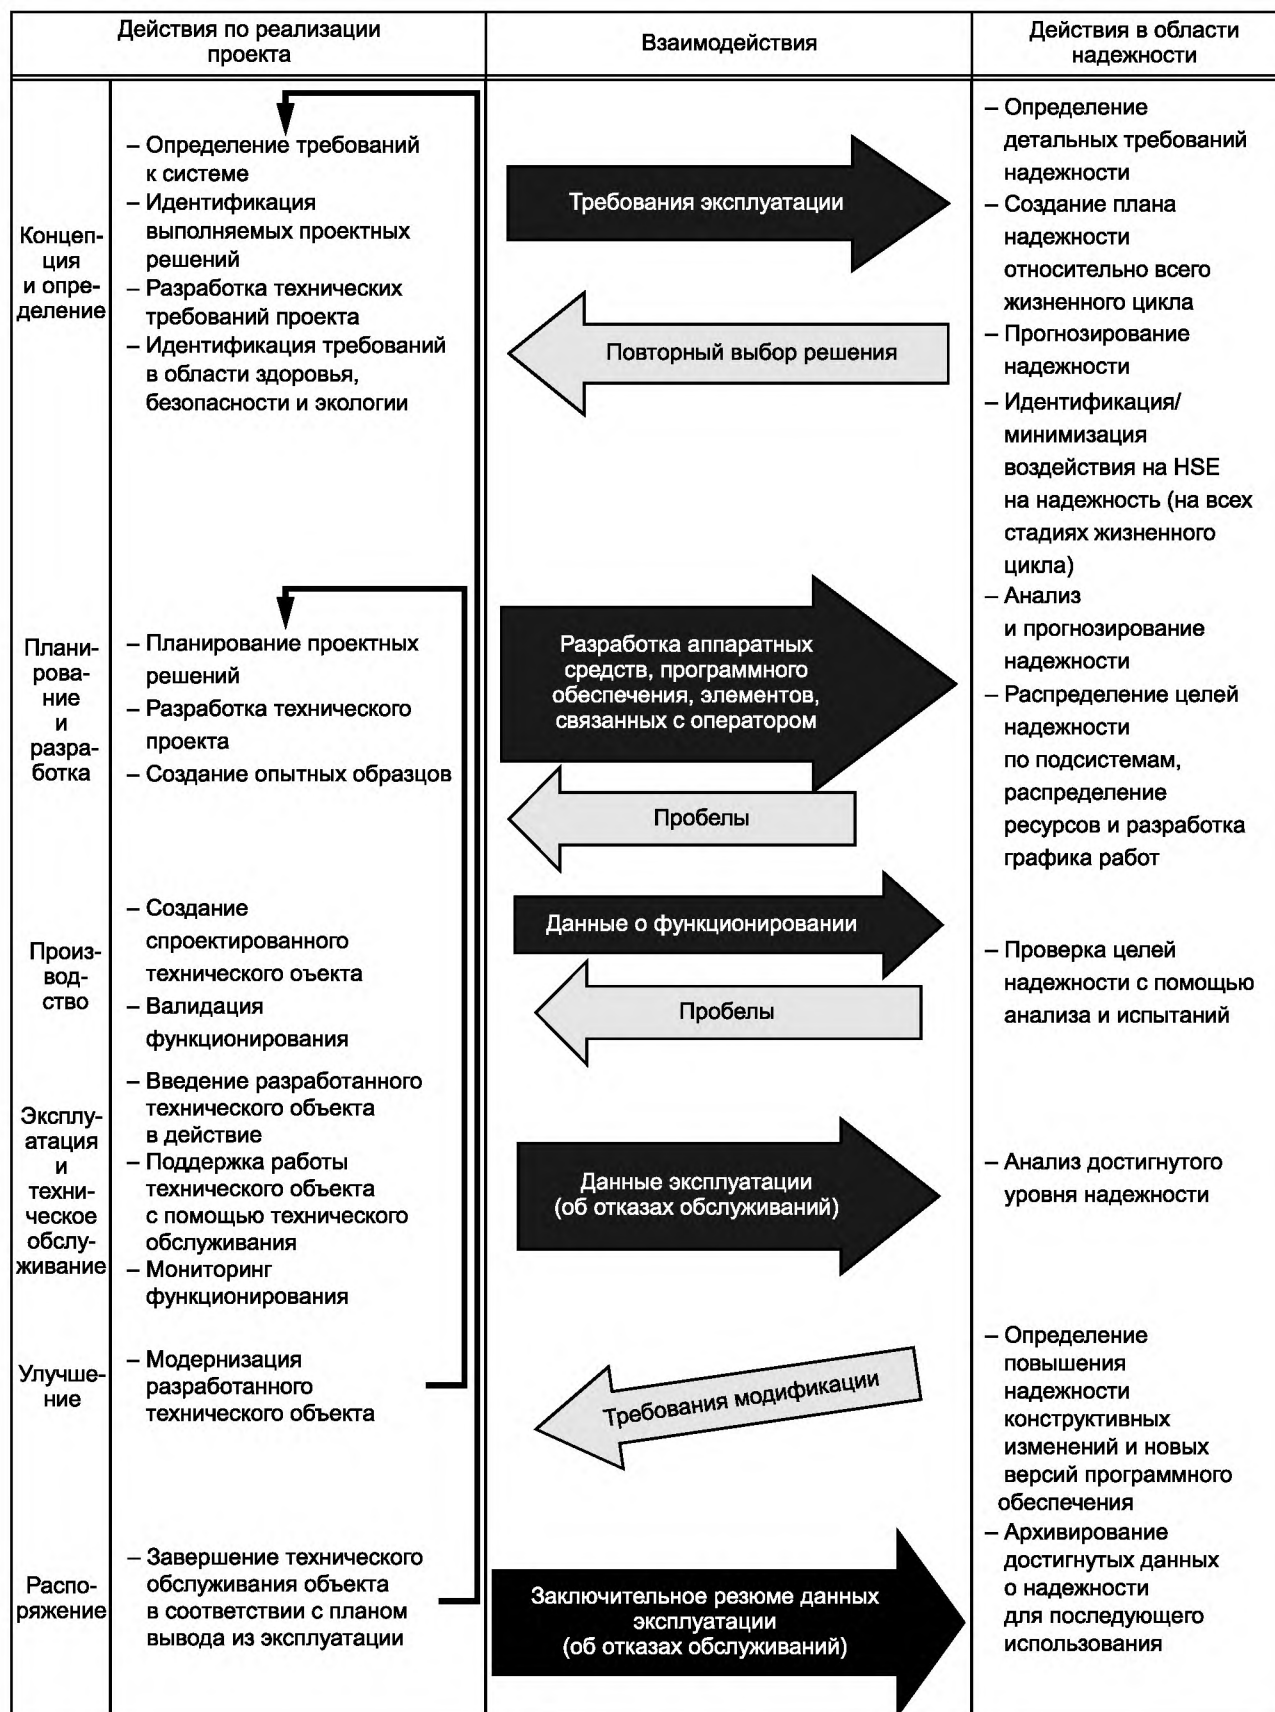 Действия по реализации
проекта
Взаимодействия
Действия в области
надежности
Концеп-
ция
и опре-
деление
– Определение требований
к системе
– Идентификация
выполняемых проектных
решений
– Разработка технических
требований проекта
– Идентификация требований
в области здоровья,
безопасности и экологии
Требования эксплуатации
Повторный выбор решения
– Определение
детальных требований
надежности
– Создание плана
надежности
относительно всего
жизненного цикла
– Прогнозирование
надежности
– Идентификация/
минимизация
воздействия на HSE
на надежность (на всех
стадиях жизненного
цикла)
Плани-
рова-
ние
и
разра-
ботка
– Планирование проектных
решений
– Разработка технического
проекта
– Создание опытных образцов
Разработка аппаратных
средств, программного
обеспечения, элементов,
связанных с оператором
Пробелы
– Анализ
и прогнозирование
надежности
– Распределение целей
надежности
по подсистемам,
распределение
ресурсов и разработка
графика работ
Произ-
вод-
ство
– Создание
спроектированного
технического оъекта
– Валидация
функционирования
Данные о функционировании
Пробелы
– Проверка целей
надежности с помощью
анализа и испытаний
Эксплу-
атация
и
техни-
ческое
обслу-
живание
– Введение разработанного
технического объекта
в действие
– Поддержка работы
технического объекта
с помощью технического
обслуживания
– Мониторинг
функционирования
Данные эксплуатации
(об отказах обслуживаний)
– Анализ достигнутого
уровня надежности
Улучше-
ние
– Модернизация
разработанного
технического объекта
Требования модификации
– Определение
повышения
надежности
конструктивных
изменений и новых
версий программного
обеспечения
Распо-
ряжение
– Завершение технического
обслуживания объекта
в соответствии с планом
вывода из эксплуатации
Заключительное резюме данных
эксплуатации
(об отказах обслуживаний)
– Архивирование
достигнутых данных
о надежности
для последующего
использования